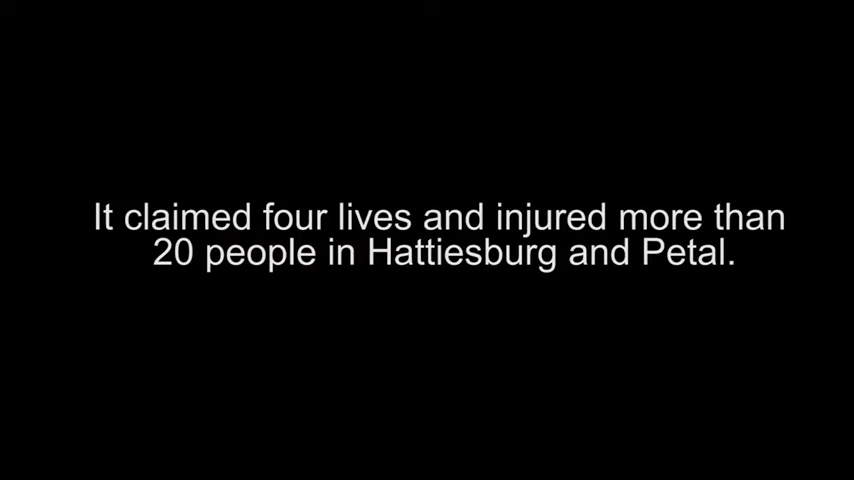 It claimed four lives and injured more than
20 people in Hattiesburg and Petal.